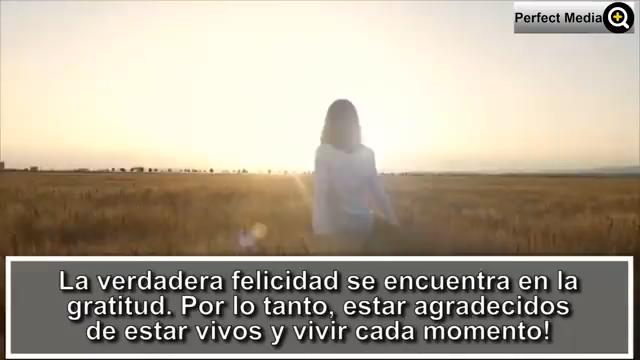 Perfect Media
La verdadera felicidad se encuentra en la
gratitud. Por lo tanto, estar agradecidos
de estar vivos y vivir cada momento!